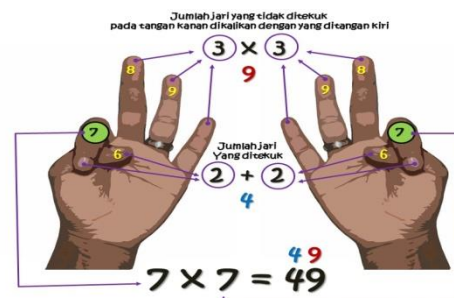 Jumlah jari yang tidak ditekuk
pada tangan kanan dikalikan dengan yang ditangan kiri
3 x 3
9
8 8
9 9
7 7
6 6
Jumlah jari
Yang ditekuk
2 + 2
4
4 9
7 x 7 = 49